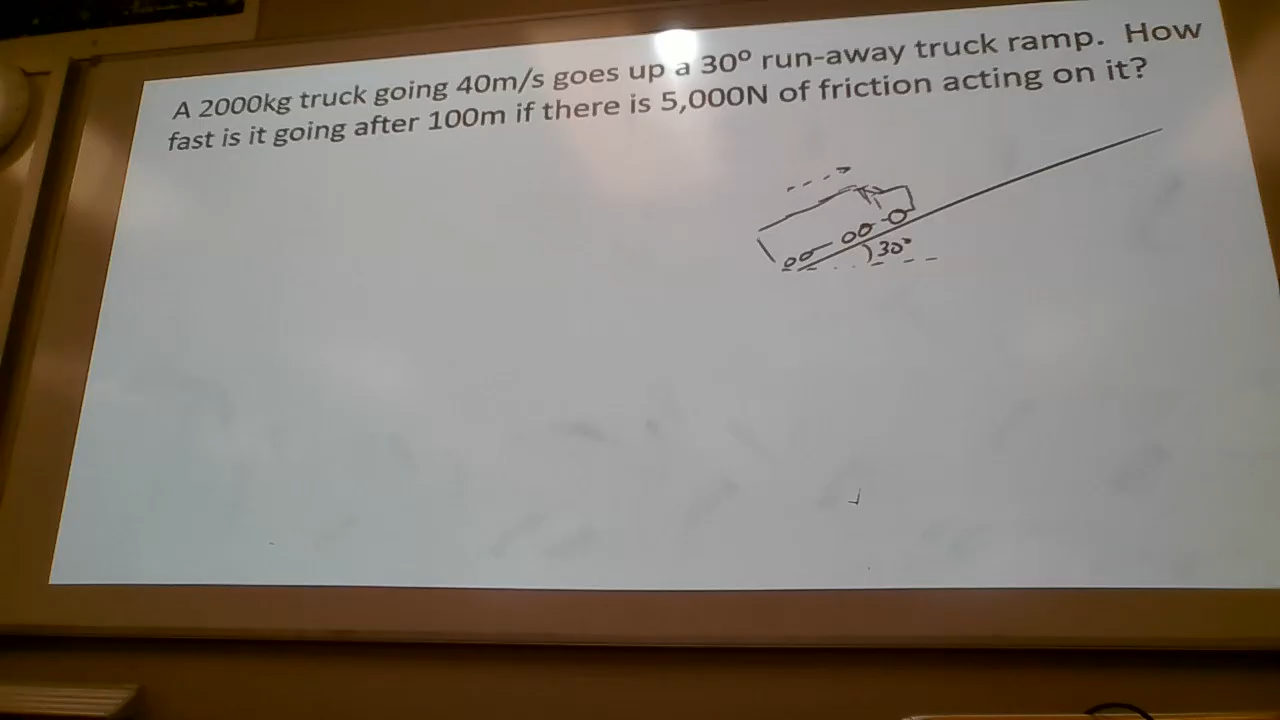 A 2000kg truck going 40m/s goes up a 30º run-away truck ramp. How
fast is it going after 100m if there is 5,000N of friction acting on it?
30°